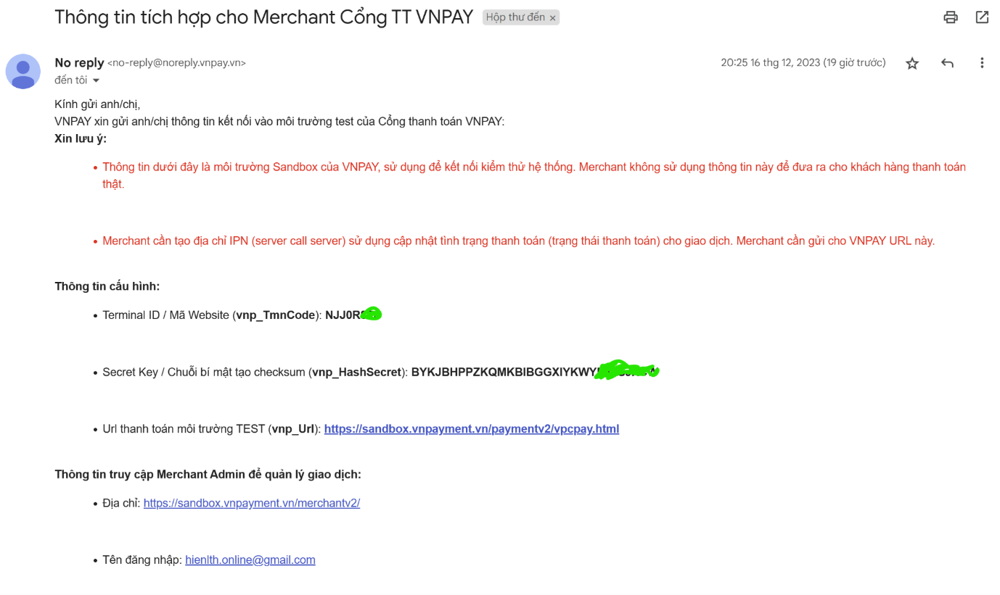 Thông tin tích hợp cho Merchant Cổng TT VNPAY Hộp thư đến ×
No reply <no-reply@noreply.vnpay.vn> 20:25 16 thg 12, 2023 (19 giờ trước)
đến tôi
Kính gửi anh/chị,
VNPAY xin gửi anh/chị thông tin kết nối vào môi trường test của Cổng thanh toán VNPAY:
Xin lưu ý:
• Thông tin dưới đây là môi trường Sandbox của VNPAY, sử dụng để kết nối kiểm thử hệ thống. Merchant không sử dụng thông tin này để đưa ra cho khách hàng thanh toán
thật.
• Merchant cần tạo địa chỉ IPN (server call server) sử dụng cập nhật tình trạng thanh toán (trạng thái thanh toán) cho giao dịch. Merchant cần gửi cho VNPAY URL này.
Thông tin cấu hình:
• Terminal ID / Mã Website (vnp_TmnCode): NJJ0R
• Secret Key / Chuỗi bí mật tạo checksum (vnp_HashSecret): BYKJBHPPZKQMKBIBGGXIYKWY
• Url thanh toán môi trường TEST (vnp_Url): https://sandbox.vnpayment.vn/paymentv2/vpcpay.html
Thông tin truy cập Merchant Admin để quản lý giao dịch:
• Địa chỉ: https://sandbox.vnpayment.vn/merchantv2/
• Tên đăng nhập: hienlth.online@gmail.com